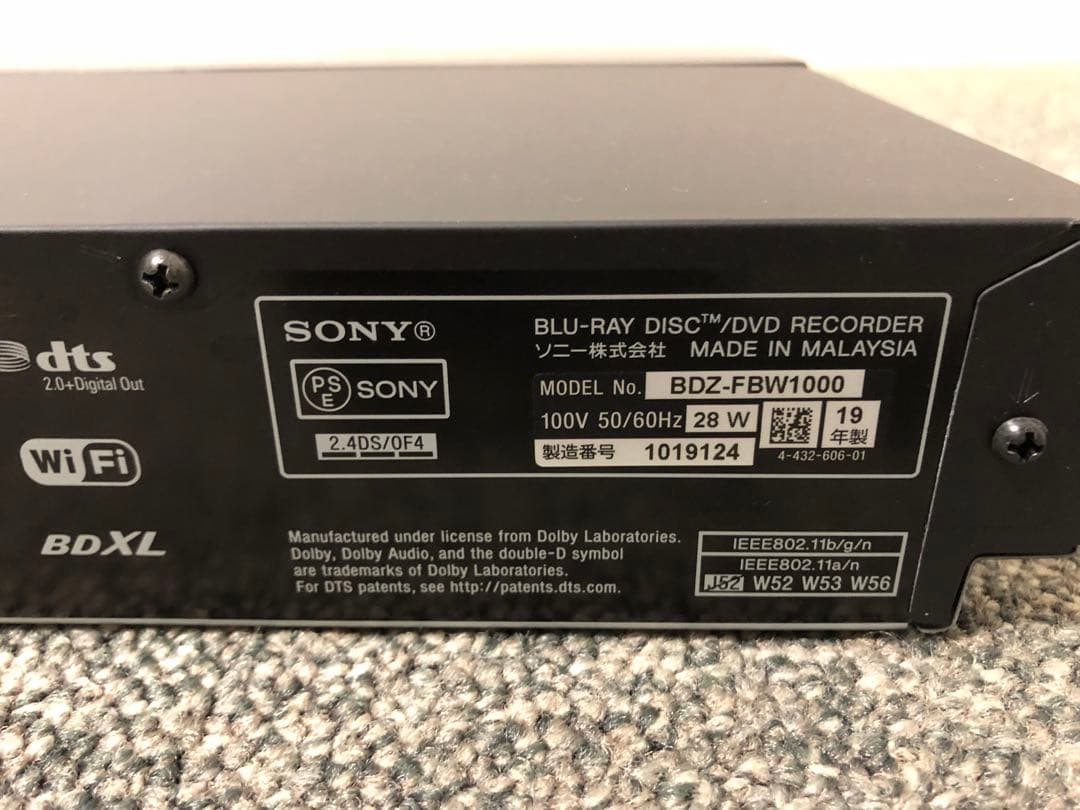 dts
2.0+Digital Out
Wi Fi
BDXL
SONY®
PSE SONY
2.4DS/OF4
BLU-RAY DISC™/DVD RECORDER
ソニー株式会社 MADE IN MALAYSIA
MODEL No. BDZ-FBW1000
100V 50/60Hz 28 W
19
年製
製造番号 1019124
4-432-606-01
Manufactured under license from Dolby Laboratories.
Dolby, Dolby Audio, and the double-D symbol
are trademarks of Dolby Laboratories.
For DTS patents, see http://patents.dts.com.
IEEE802.11b/g/n
IEEE802.11a/n
J52 W52 W53 W56